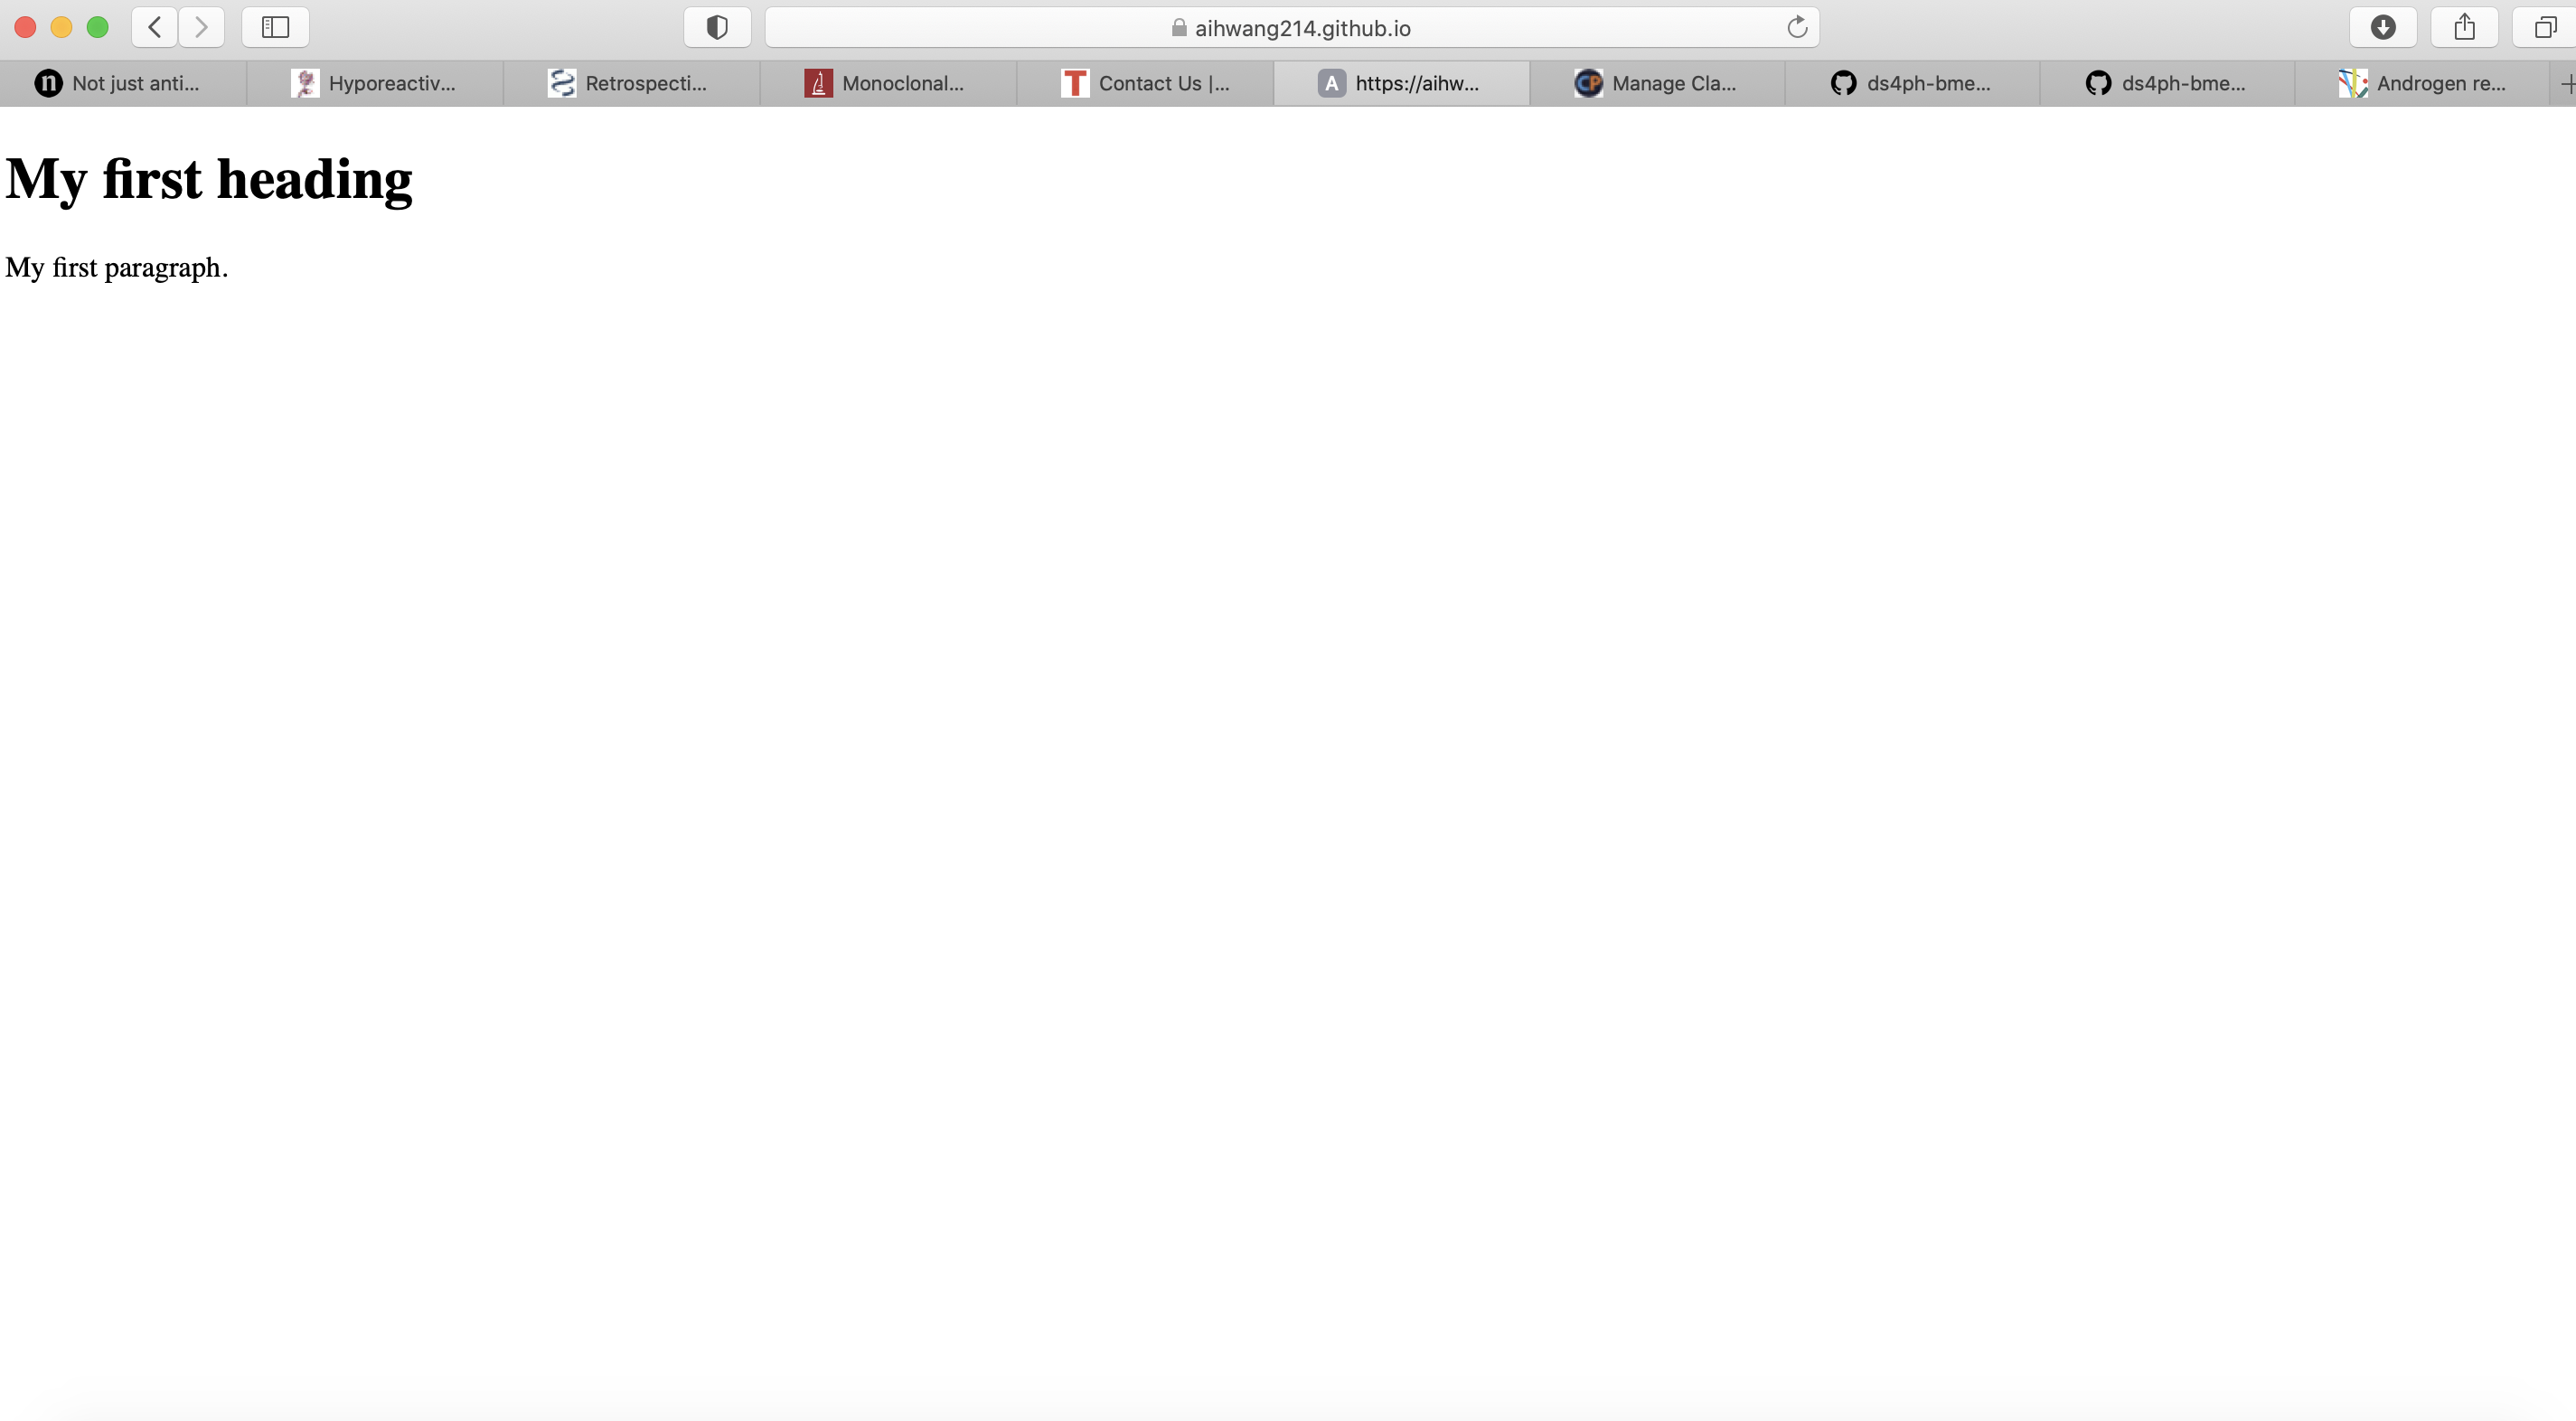 aihwang214.github.io
n Not just anti... Hyporeactiv... Retrospecti... Monoclonal... T Contact Us |... A https://aihw... CP Manage Cla... ds4ph-bme... ds4ph-bme... Androgen re...
My first heading
My first paragraph.